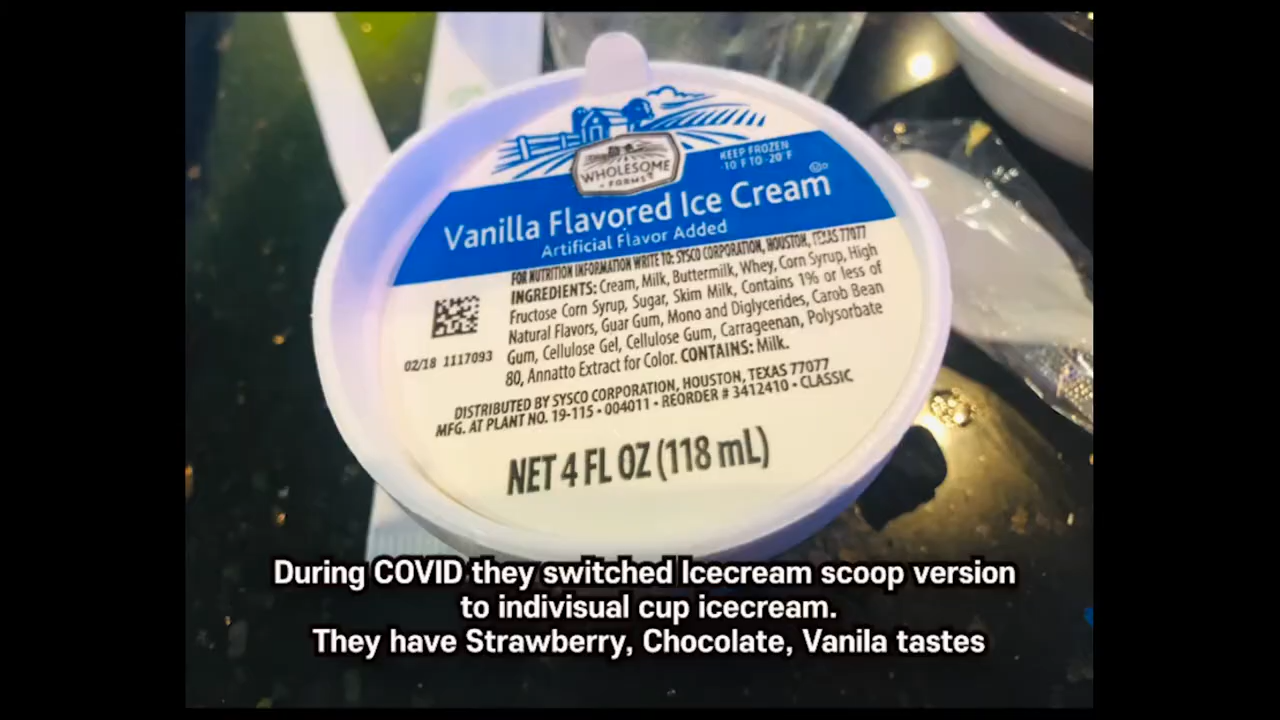 WHOLESOME
FARMS
KEEP FROZEN
-10°F TO -20°F
Vanilla Flavored Ice Cream
Artificial Flavor Added
FOR NUTRITION INFORMATION WRITE TO: SYSCO CORPORATION, HOUSTON, TEXAS 77077
INGREDIENTS: Cream, Milk, Buttermilk, Whey, Corn Syrup, High
Fructose Corn Syrup, Sugar, Skim Milk, Contains 1% or less of
Natural Flavors, Guar Gum, Mono and Diglycerides, Carob Bean
Gum, Cellulose Gel, Cellulose Gum, Carrageenan, Polysorbate
80, Annatto Extract for Color. CONTAINS: Milk.
02/18 1117093
DISTRIBUTED BY SYSCO CORPORATION, HOUSTON, TEXAS 77077
MFG. AT PLANT NO. 19-115 • 004011 • REORDER # 3412410 • CLASSIC
NET 4 FL OZ (118 mL)
During COVID they switched Icecream scoop version
to indivisual cup icecream.
They have Strawberry, Chocolate, Vanila tastes